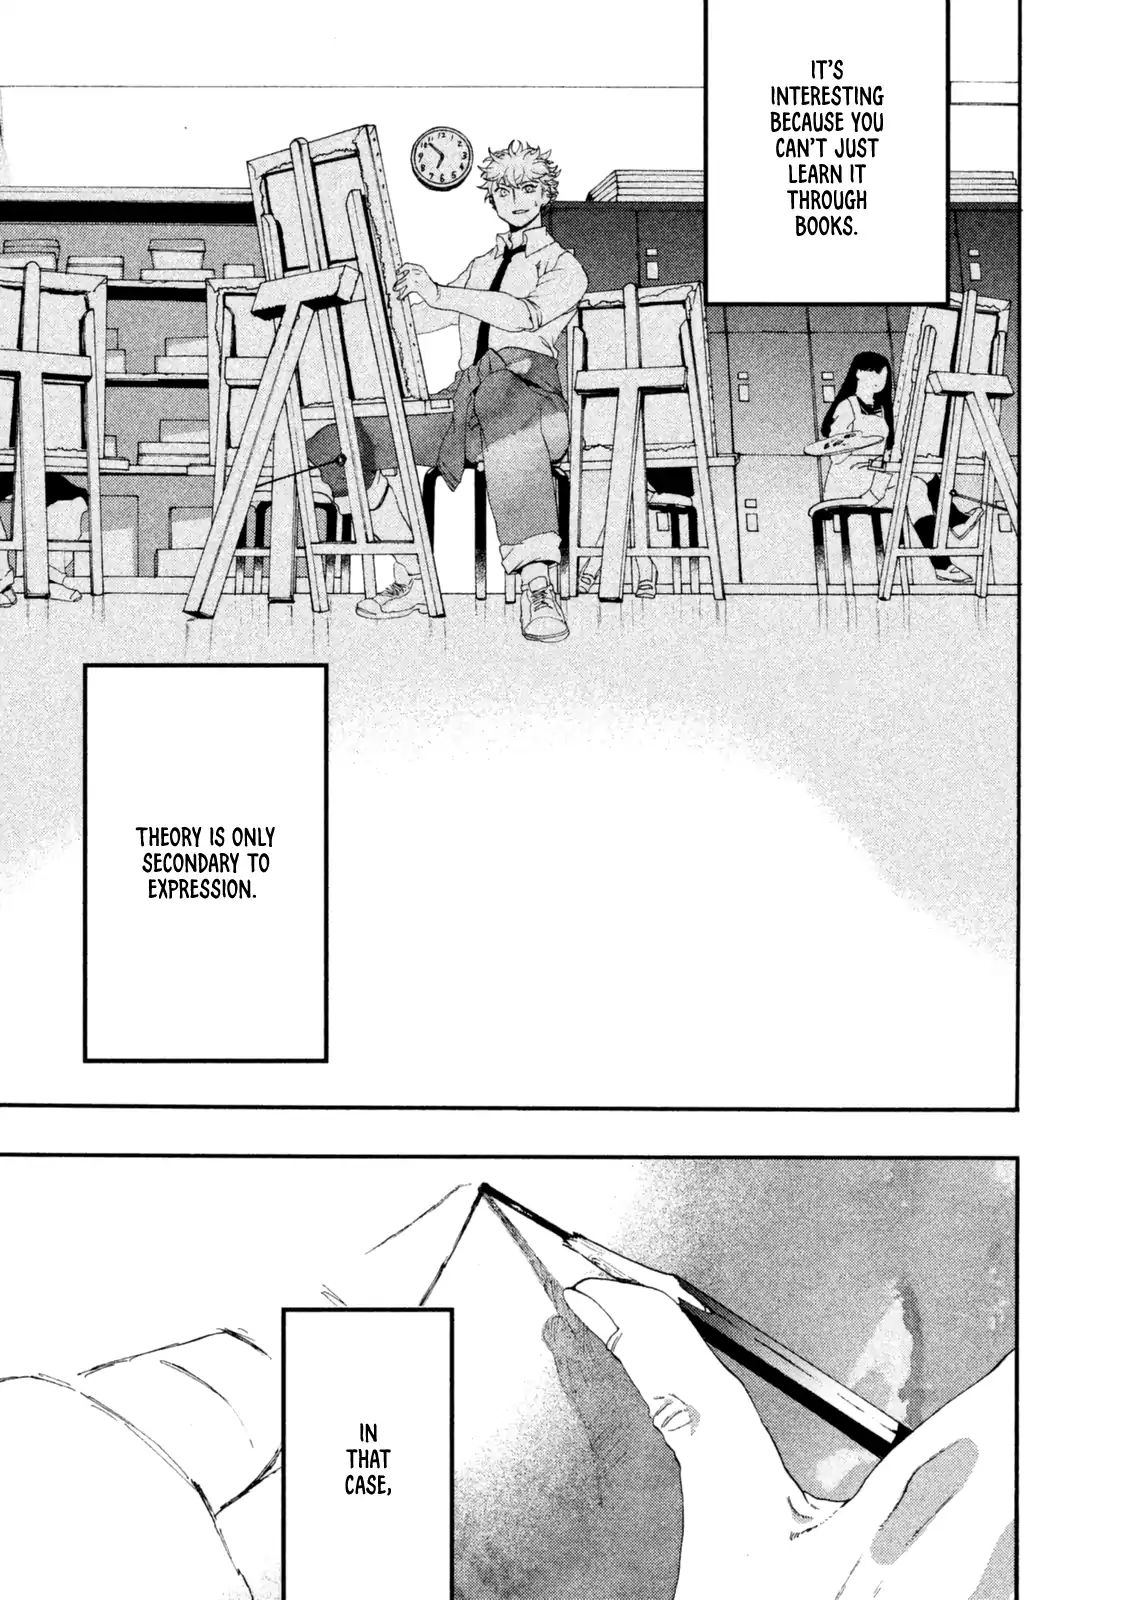 IT'S
INTERESTING
BECAUSE YOU
CAN'T JUST
LEARN IT
THROUGH
BOOKS.
THEORY IS ONLY
SECONDARY TO
EXPRESSION.
IN
THAT
CASE,